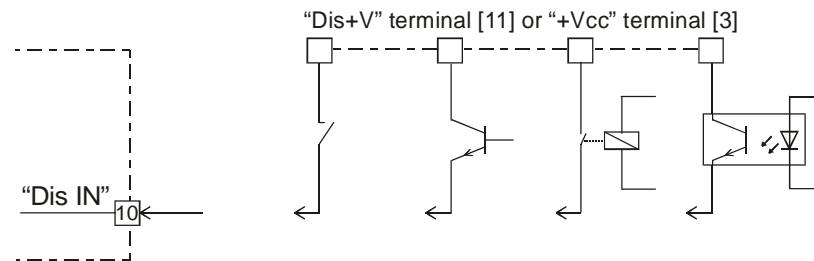 “Dis+V” terminal [11] or “+Vcc” terminal [3]
“Dis IN”
10